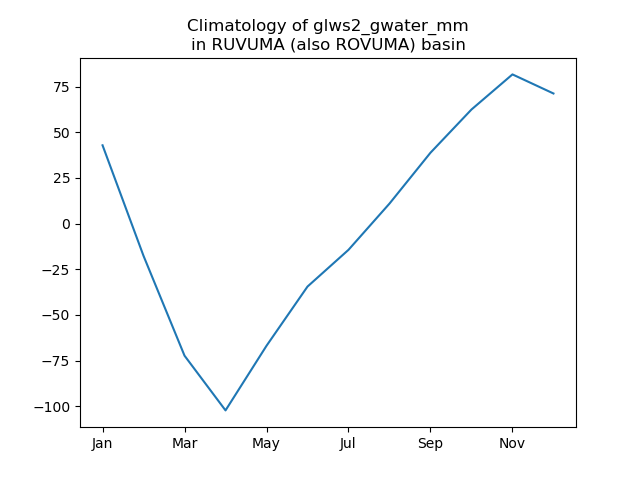 Climatology of glws2_gwater_mm
in RUVUMA (also ROVUMA) basin
75
50
25
0
−25
−50
−75
−100
Jan
Mar
May
Jul
Sep
Nov